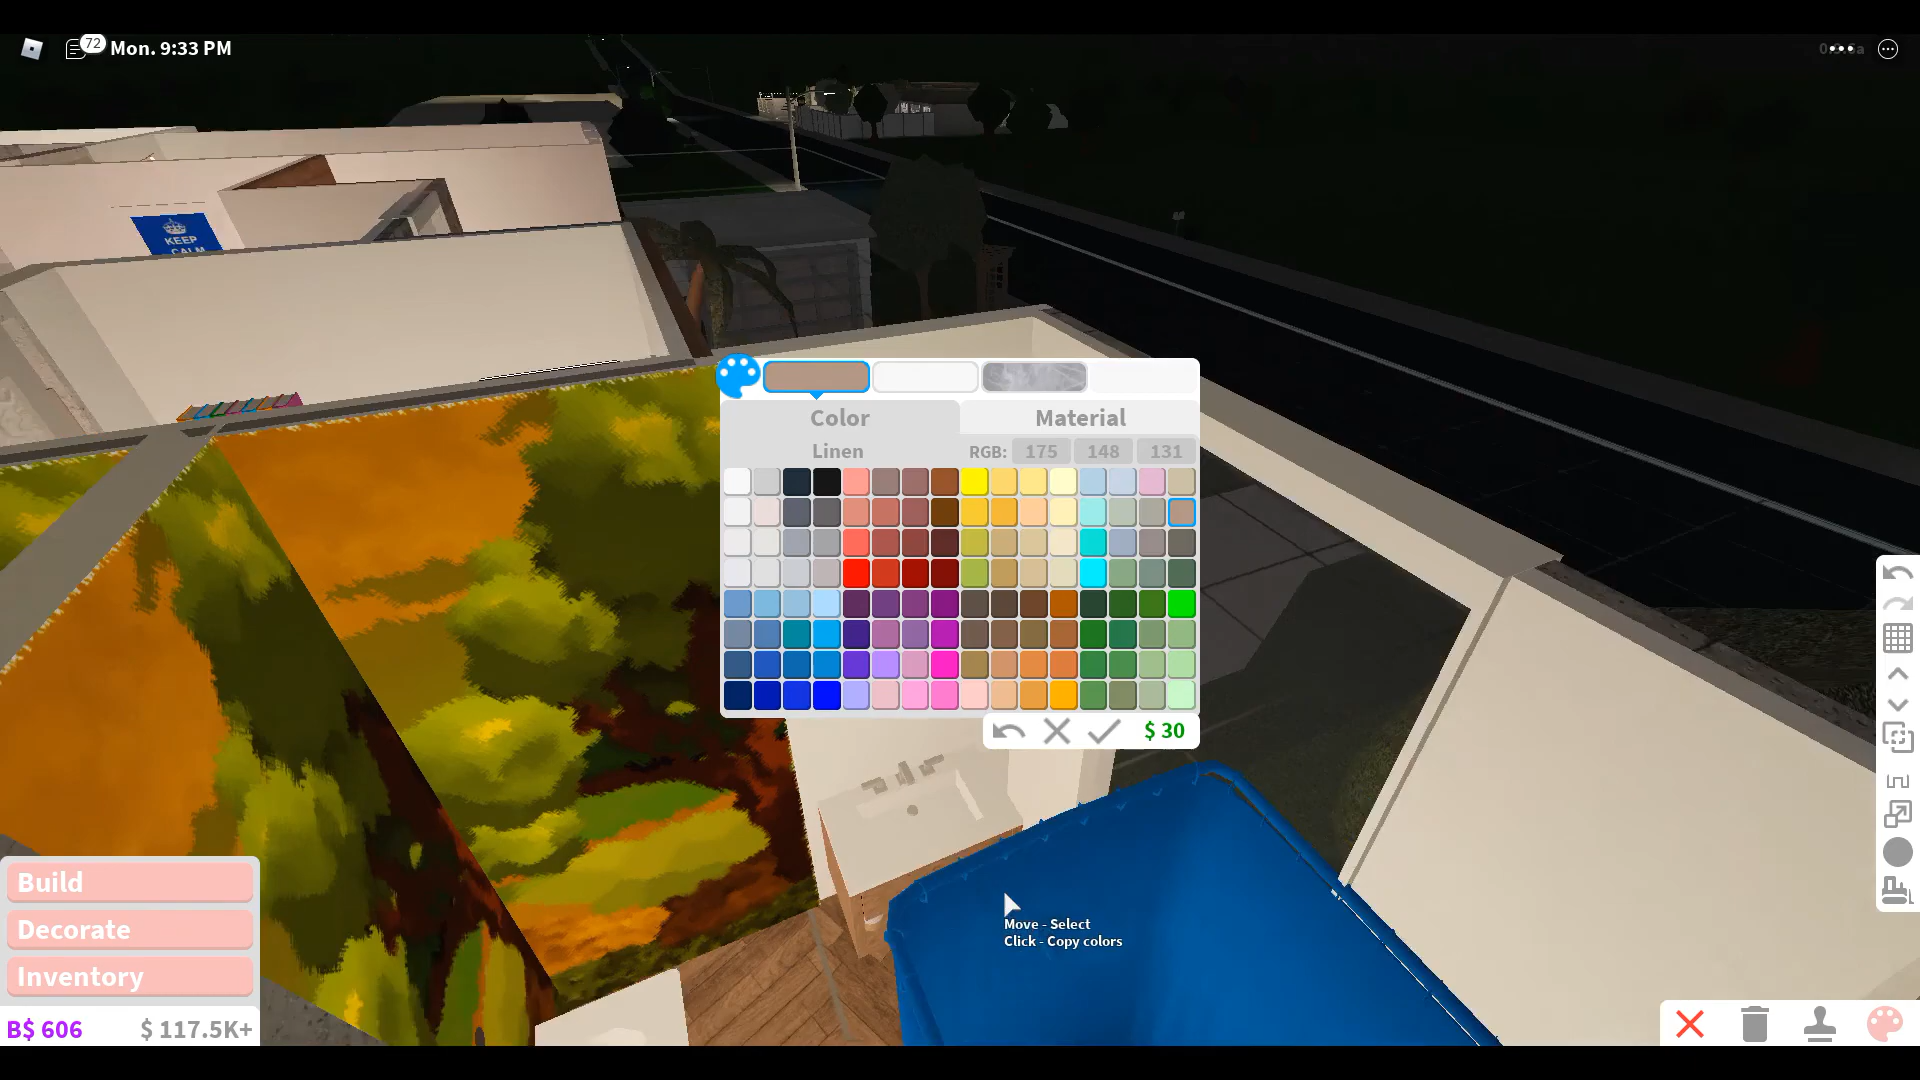 72 Mon. 9:33 PM
KEEP
CALM
Color Material
Linen RGB: 175 148 131
$ 30
Move - Select
Click - Copy colors
Build
Decorate
Inventory
B$ 606 $ 117.5K+